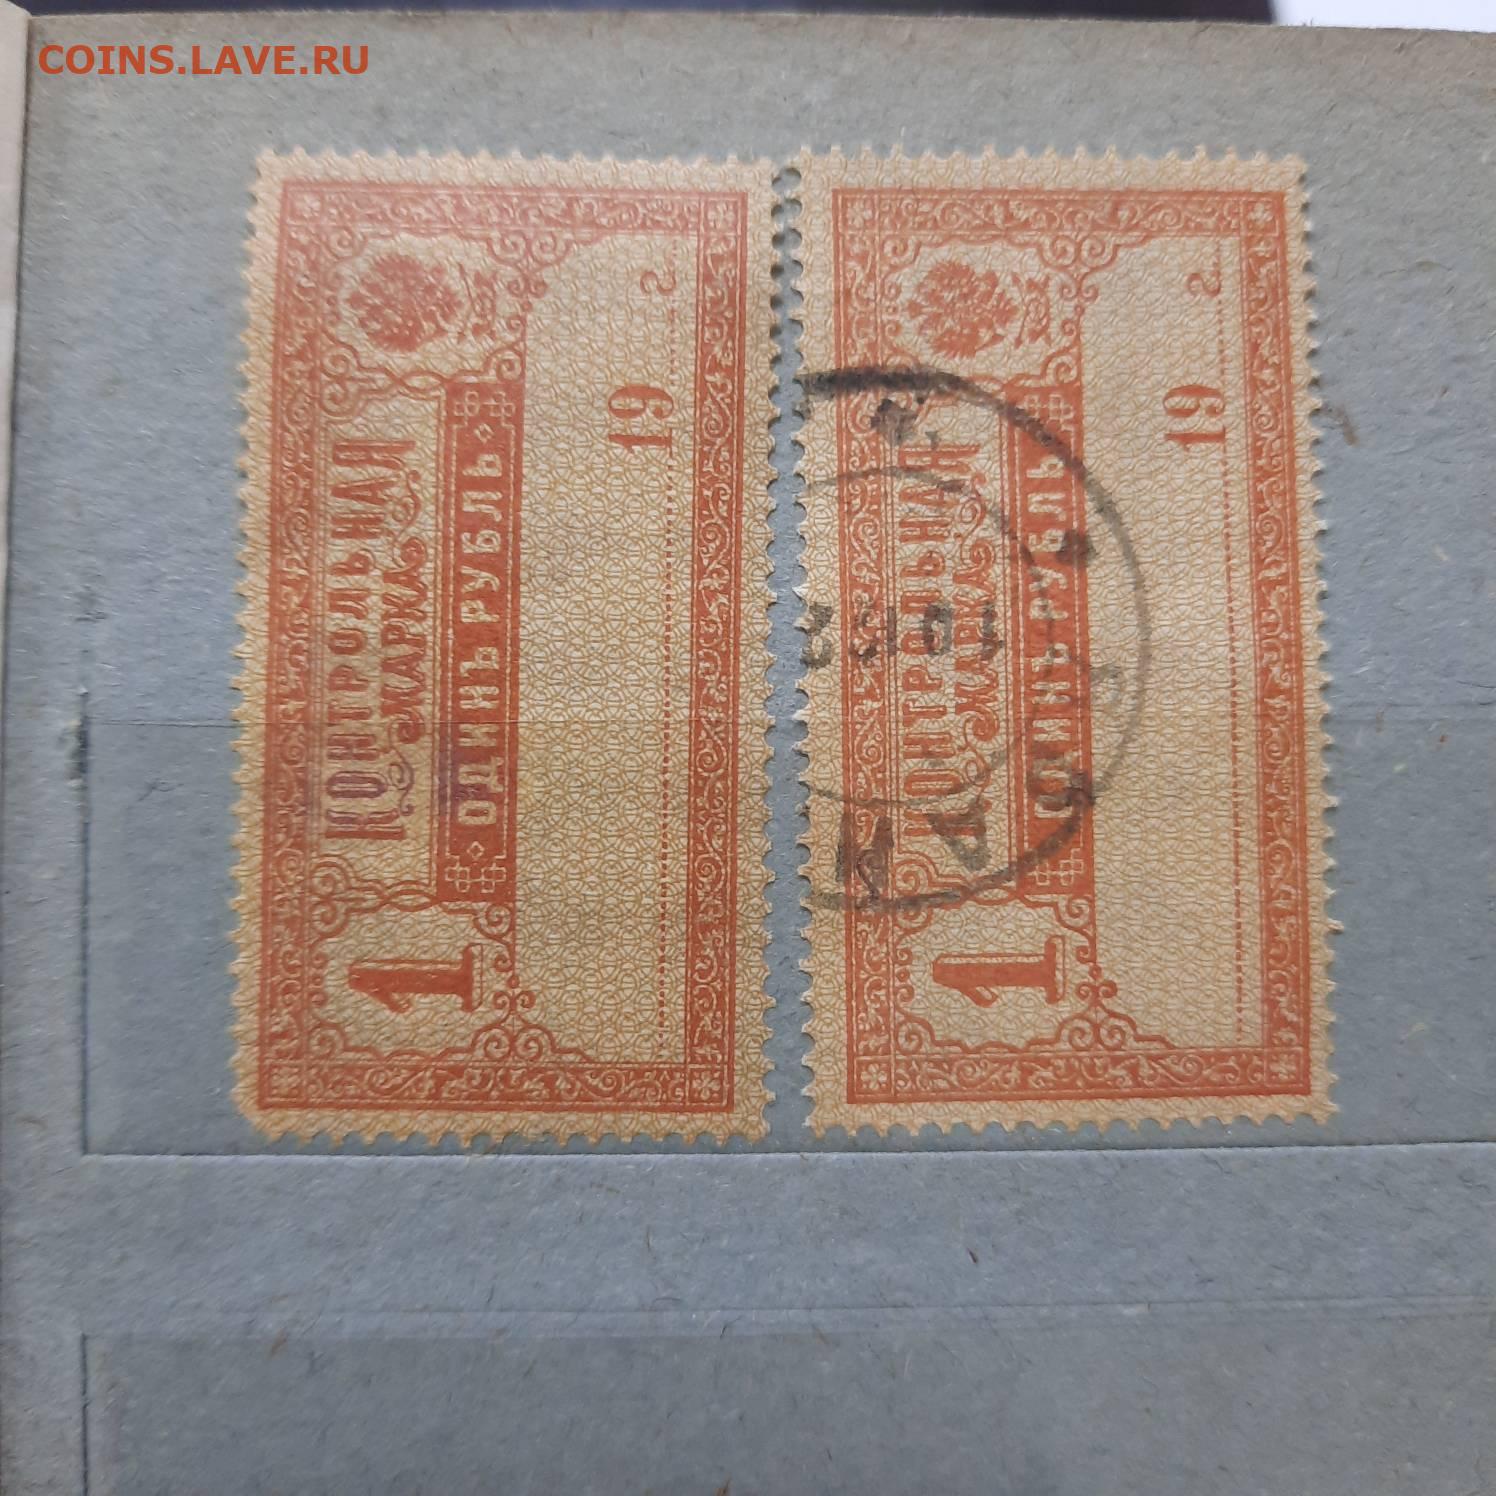 COINS.LAVE.RU
КОНТРОЛЬНАЯ
МАРКА
1
ОДИНЪ РУБЛЬ
19
г.
КОНТРОЛЬНАЯ
МАРКА
1
ОДИНЪ РУБЛЬ
19
г.